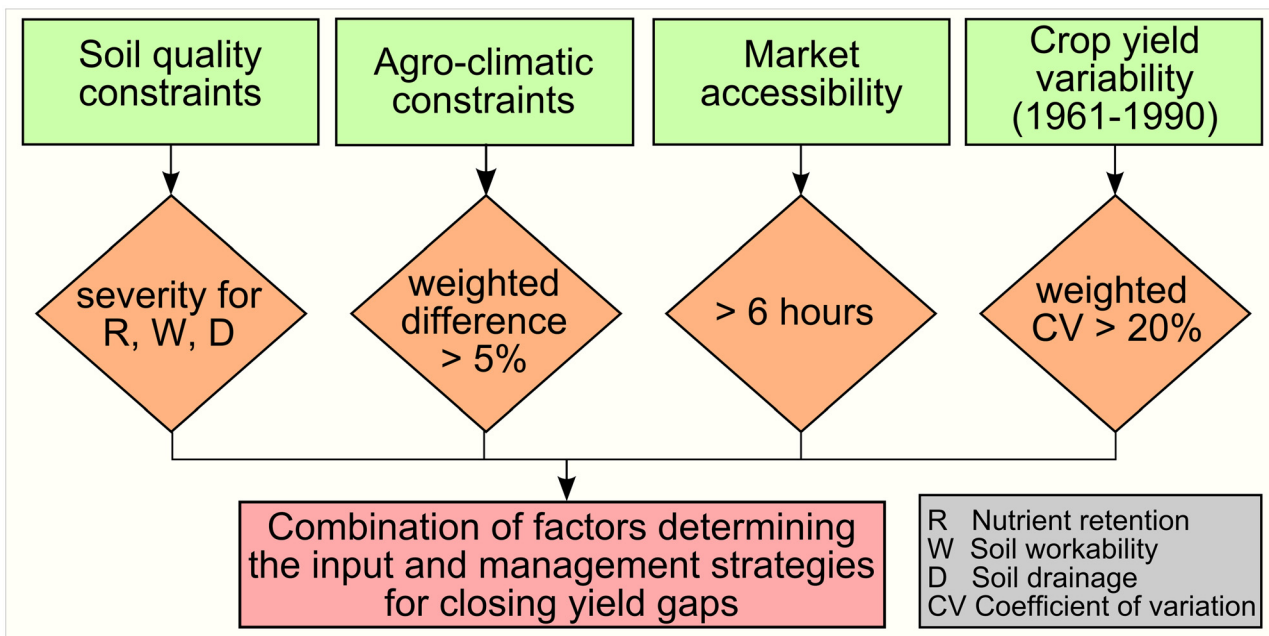 Soil quality
constraints
Agro-climatic
constraints
Market
accessibility
Crop yield
variability
(1961-1990)
severity for
R, W, D
weighted
difference
> 5%
> 6 hours
weighted
CV > 20%
Combination of factors determining
the input and management strategies
for closing yield gaps
R Nutrient retention
W Soil workability
D Soil drainage
CV Coefficient of variation